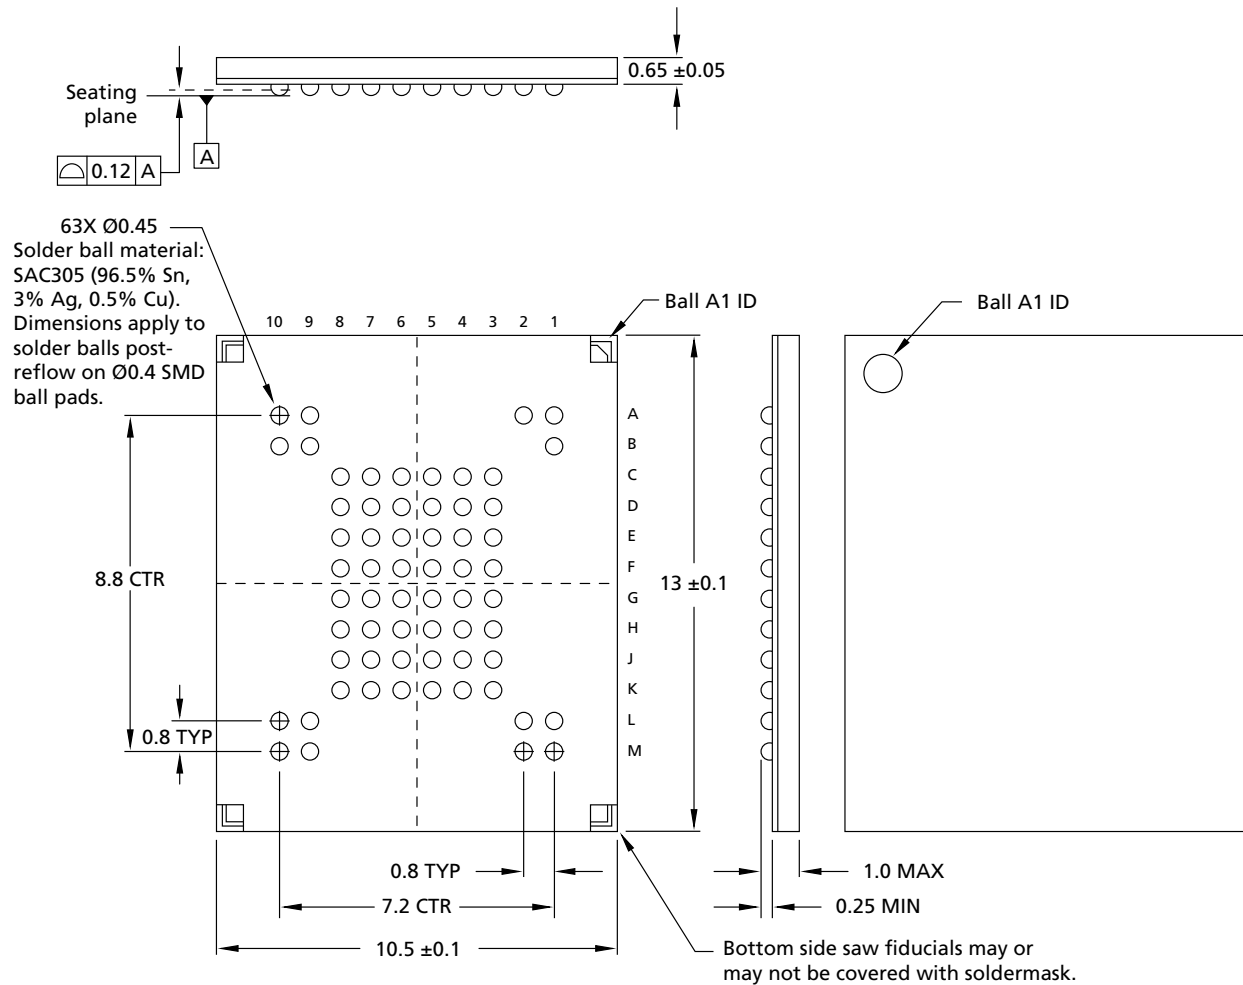 0.65 ±0.05
Seating
plane
0.12 A
A
63X Ø0.45
Solder ball material:
SAC305 (96.5% Sn,
3% Ag, 0.5% Cu).
Dimensions apply to
solder balls post-
reflow on Ø0.4 SMD
ball pads.
Ball A1 ID
Ball A1 ID
10 9 8 7 6 5 4 3 2 1
A
B
C
D
E
F
G
H
J
K
L
M
8.8 CTR
13 ±0.1
0.8 TYP
0.8 TYP
1.0 MAX
7.2 CTR
0.25 MIN
10.5 ±0.1
Bottom side saw fiducials may or
may not be covered with soldermask.